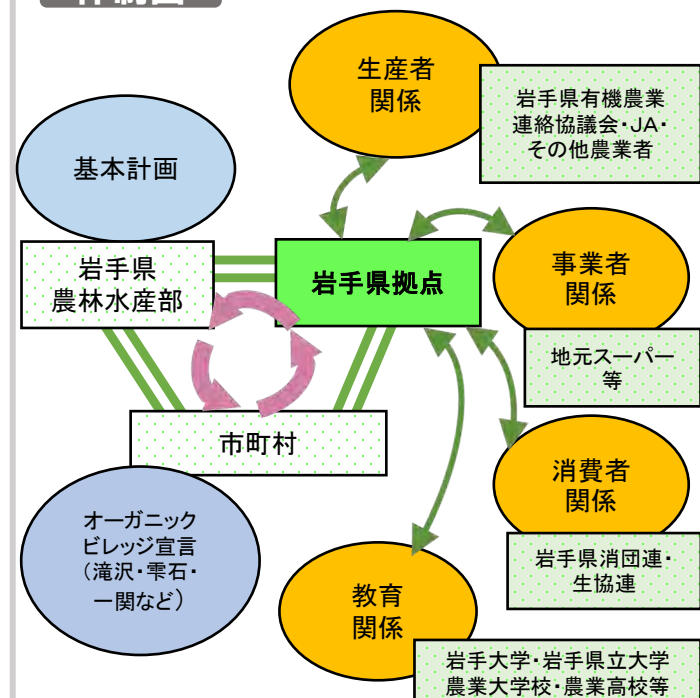 体制図
生産者
関係
岩手県有機農業
連絡協議会・JA・
その他農業者
基本計画
岩手県
農林水産部
岩手県拠点
事業者
関係
地元スーパー
等
市町村
消費者
関係
岩手県消団連・
生協連
オーガニック
ビレッジ宣言
（滝沢・雫石・
一関など）
教育
関係
岩手大学・岩手県立大学
農業大学校・農業高校等